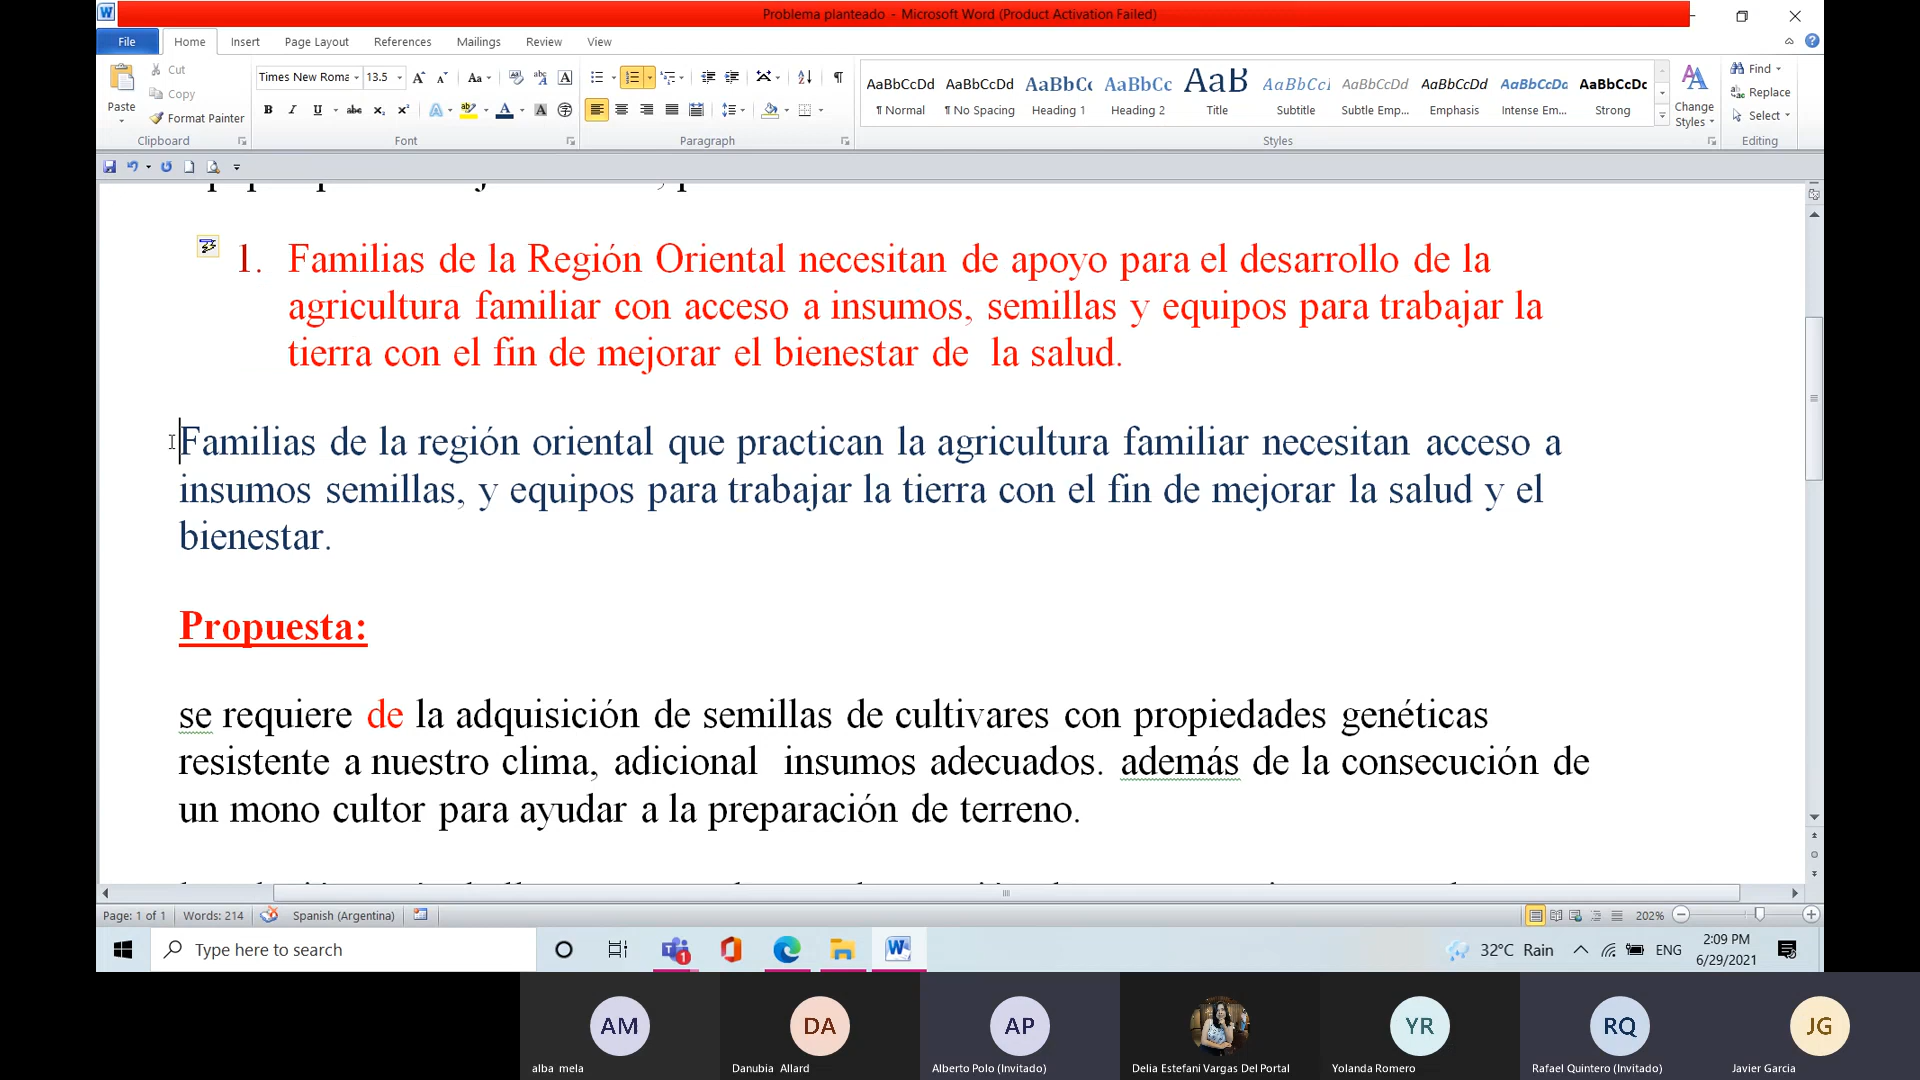 Problema planteado - Microsoft Word (Product Activation Failed)
File Home Insert Page Layout References Mailings Review View
Paste
Cut
Copy
Format Painter
Clipboard
Times New Roma 13.5
Font
Paragraph
AaBbCcDd AaBbCcDd AaBbCc AaBbCc AaB AaBbCcI AaBbCcDd AaBbCcDd AaBbCcDd AaBbCcDc
¶ Normal ¶ No Spacing Heading 1 Heading 2 Title Subtitle Subtle Emp... Emphasis Intense Em... Strong
Change
Styles
Styles
Find
Replace
Select
Editing
1. Familias de la Región Oriental necesitan de apoyo para el desarrollo de la
agricultura familiar con acceso a insumos, semillas y equipos para trabajar la
tierra con el fin de mejorar el bienestar de la salud.
Familias de la región oriental que practican la agricultura familiar necesitan acceso a
insumos semillas, y equipos para trabajar la tierra con el fin de mejorar la salud y el
bienestar.
Propuesta:
se requiere de la adquisición de semillas de cultivares con propiedades genéticas
resistente a nuestro clima, adicional insumos adecuados. además de la consecución de
un mono cultor para ayudar a la preparación de terreno.
Page: 1 of 1 Words: 214 Spanish (Argentina) 202%
Type here to search
1
32°C Rain ENG 2:09 PM
6/29/2021
AM DA AP YR RQ JG
alba mela Danubia Allard Alberto Polo (Invitado) Delia Estefani Vargas Del Portal Yolanda Romero Rafael Quintero (Invitado) Javier Garcia